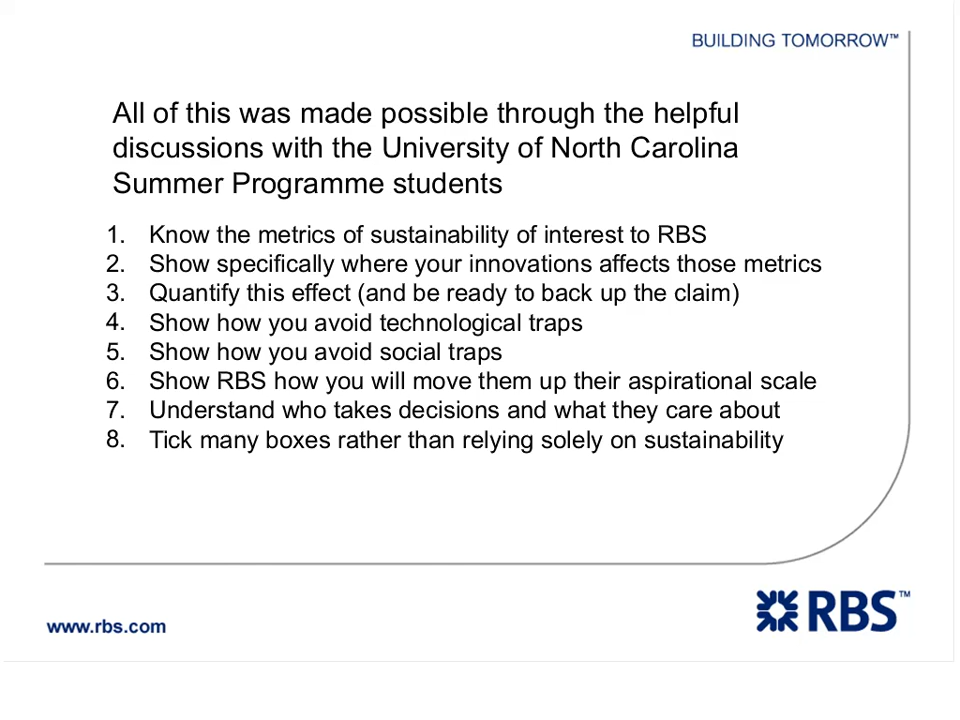 BUILDING TOMORROW™
All of this was made possible through the helpful
discussions with the University of North Carolina
Summer Programme students
1. Know the metrics of sustainability of interest to RBS
2. Show specifically where your innovations affects those metrics
3. Quantify this effect (and be ready to back up the claim)
4. Show how you avoid technological traps
5. Show how you avoid social traps
6. Show RBS how you will move them up their aspirational scale
7. Understand who takes decisions and what they care about
8. Tick many boxes rather than relying solely on sustainability
www.rbs.com
RBS™